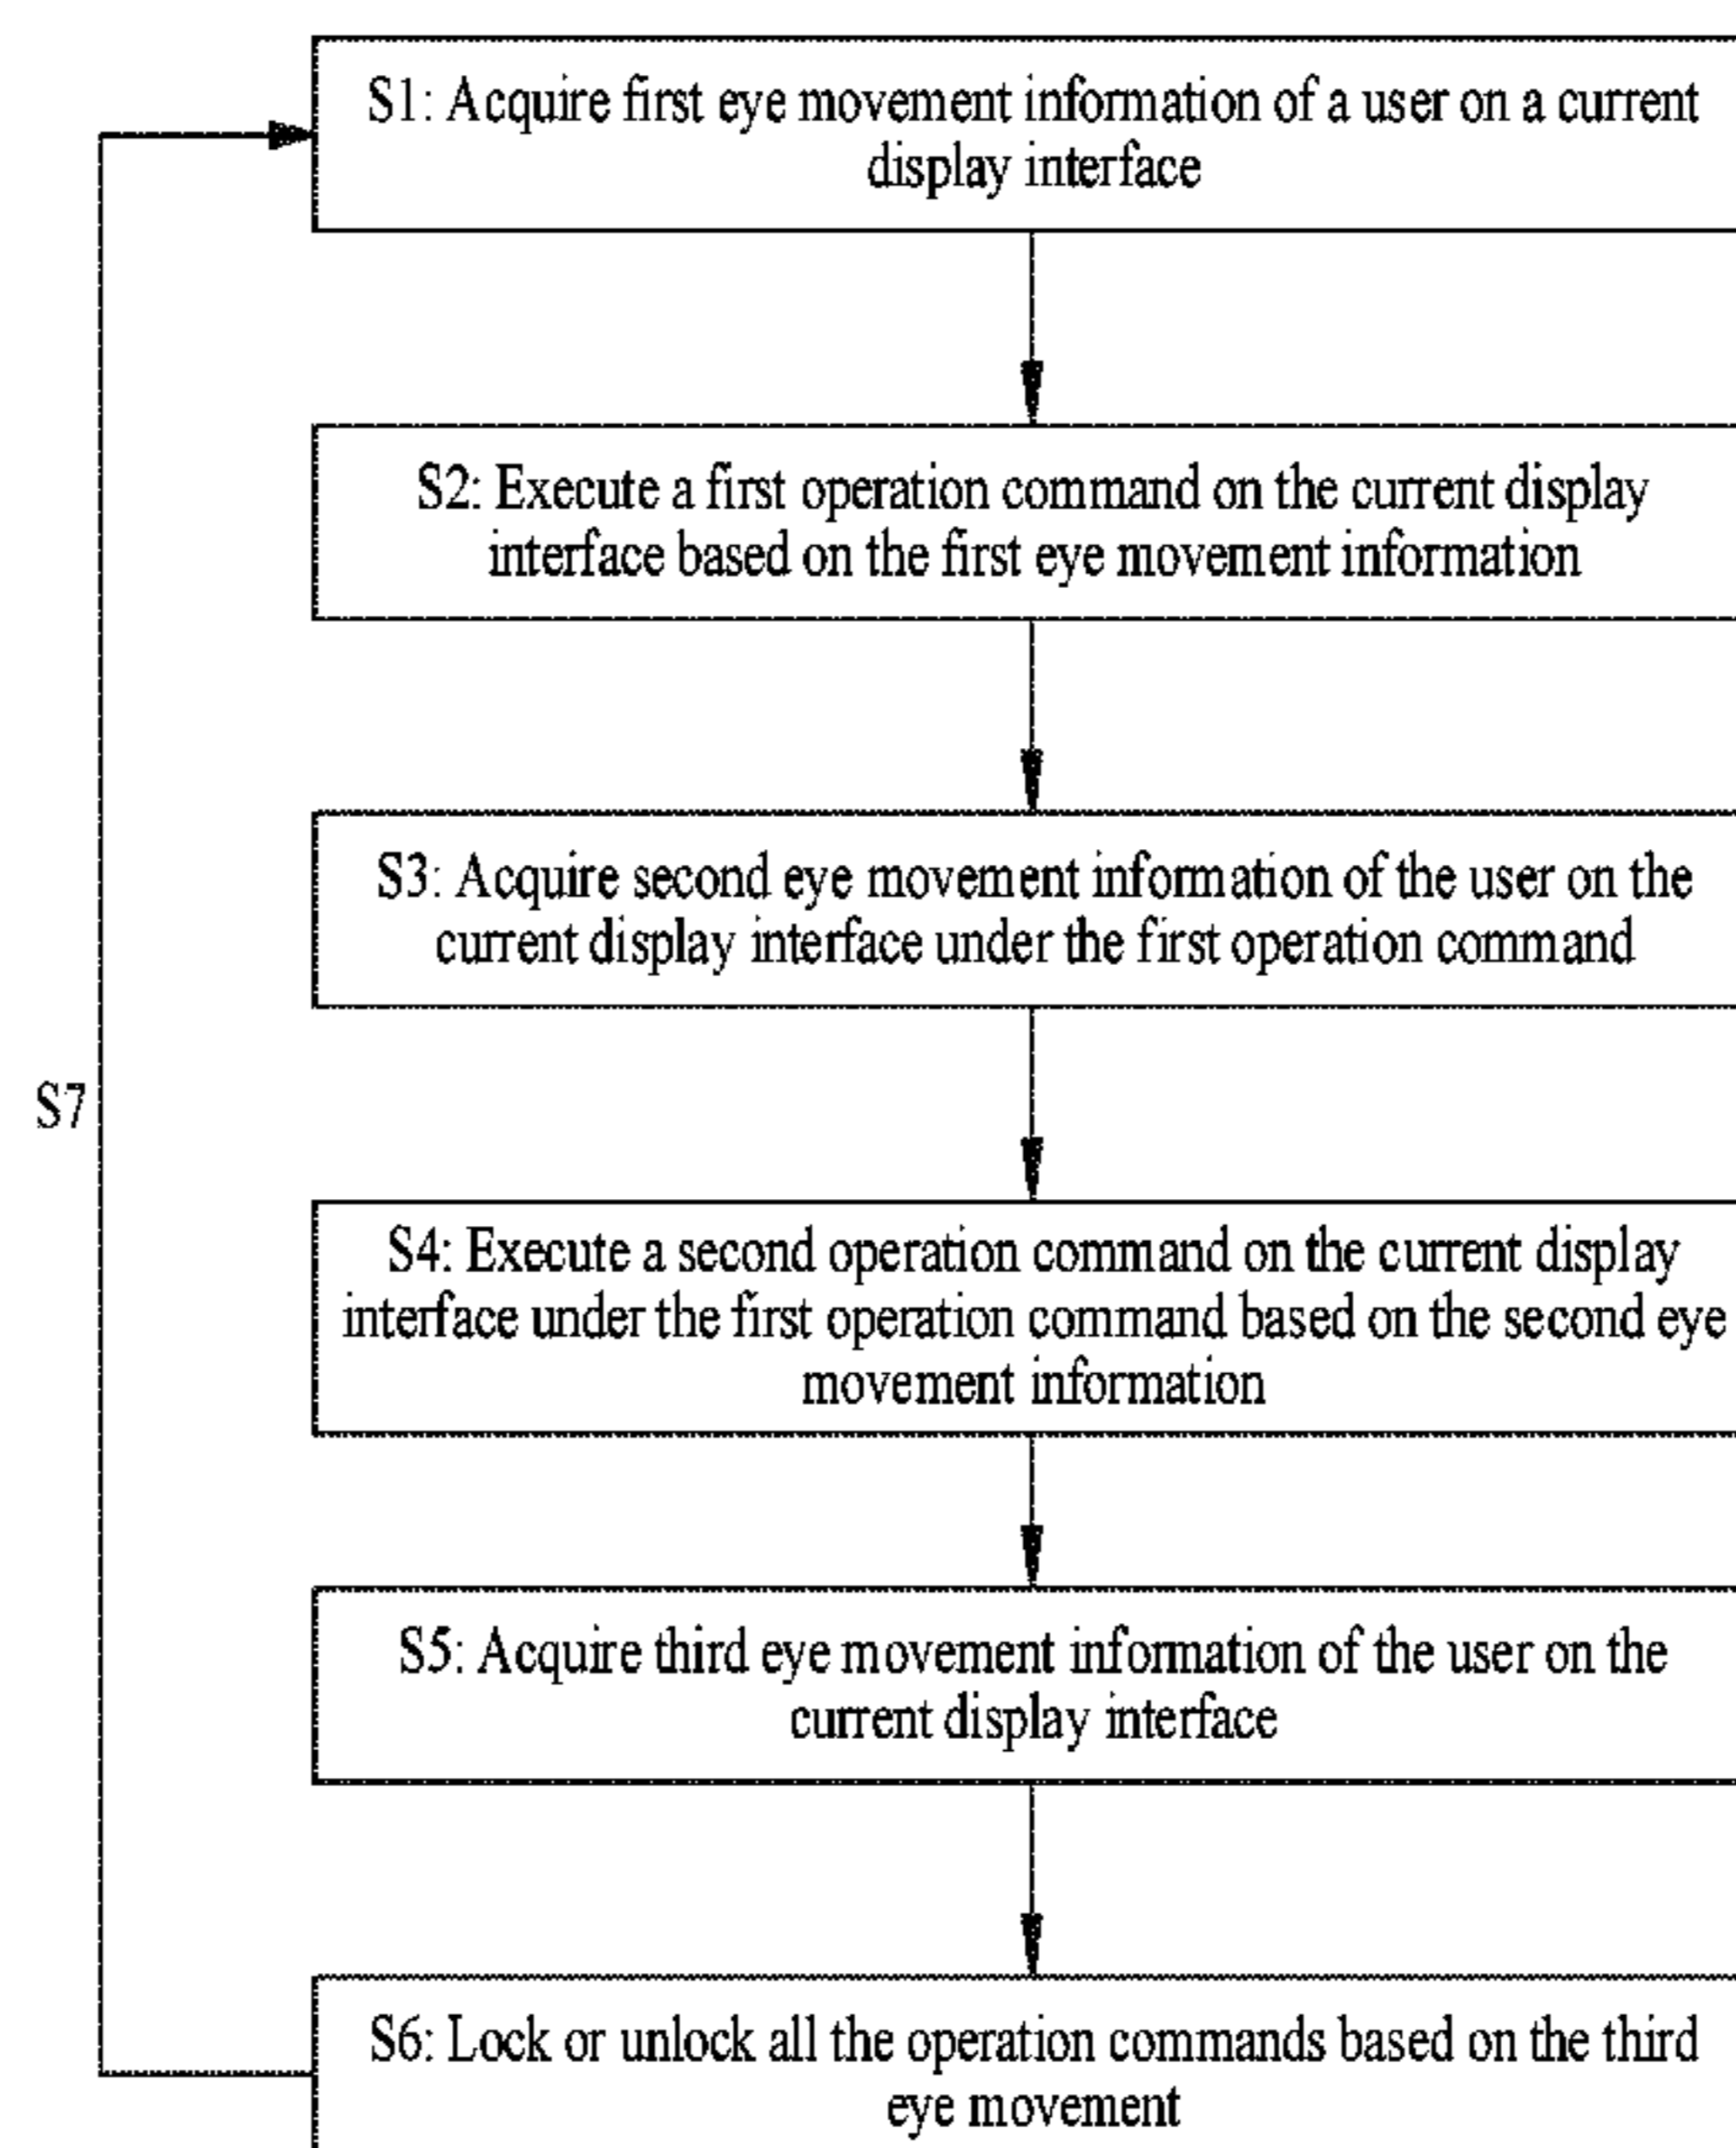 S1: Acquire first eye movement information of a user on a current
display interface
S2: Execute a first operation command on the current display
interface based on the first eye movement information
S3: Acquire second eye movement information of the user on the
current display interface under the first operation command
S7
S4: Execute a second operation command on the current display
interface under the first operation command based on the second eye
movement information
S5: Acquire third eye movement information of the user on the
current display interface
S6: Lock or unlock all the operation commands based on the third
eye movement